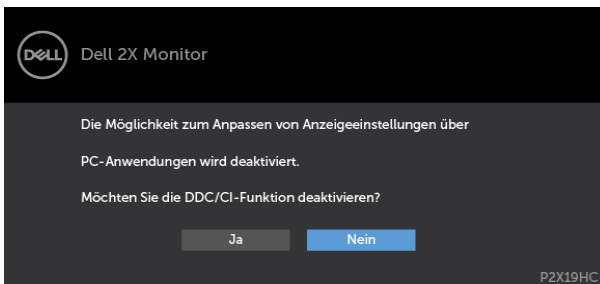 DELL Dell 2X Monitor
Die Möglichkeit zum Anpassen von Anzeigeeinstellungen über
PC-Anwendungen wird deaktiviert.
Möchten Sie die DDC/CI-Funktion deaktivieren?
Ja Nein
P2X19HC